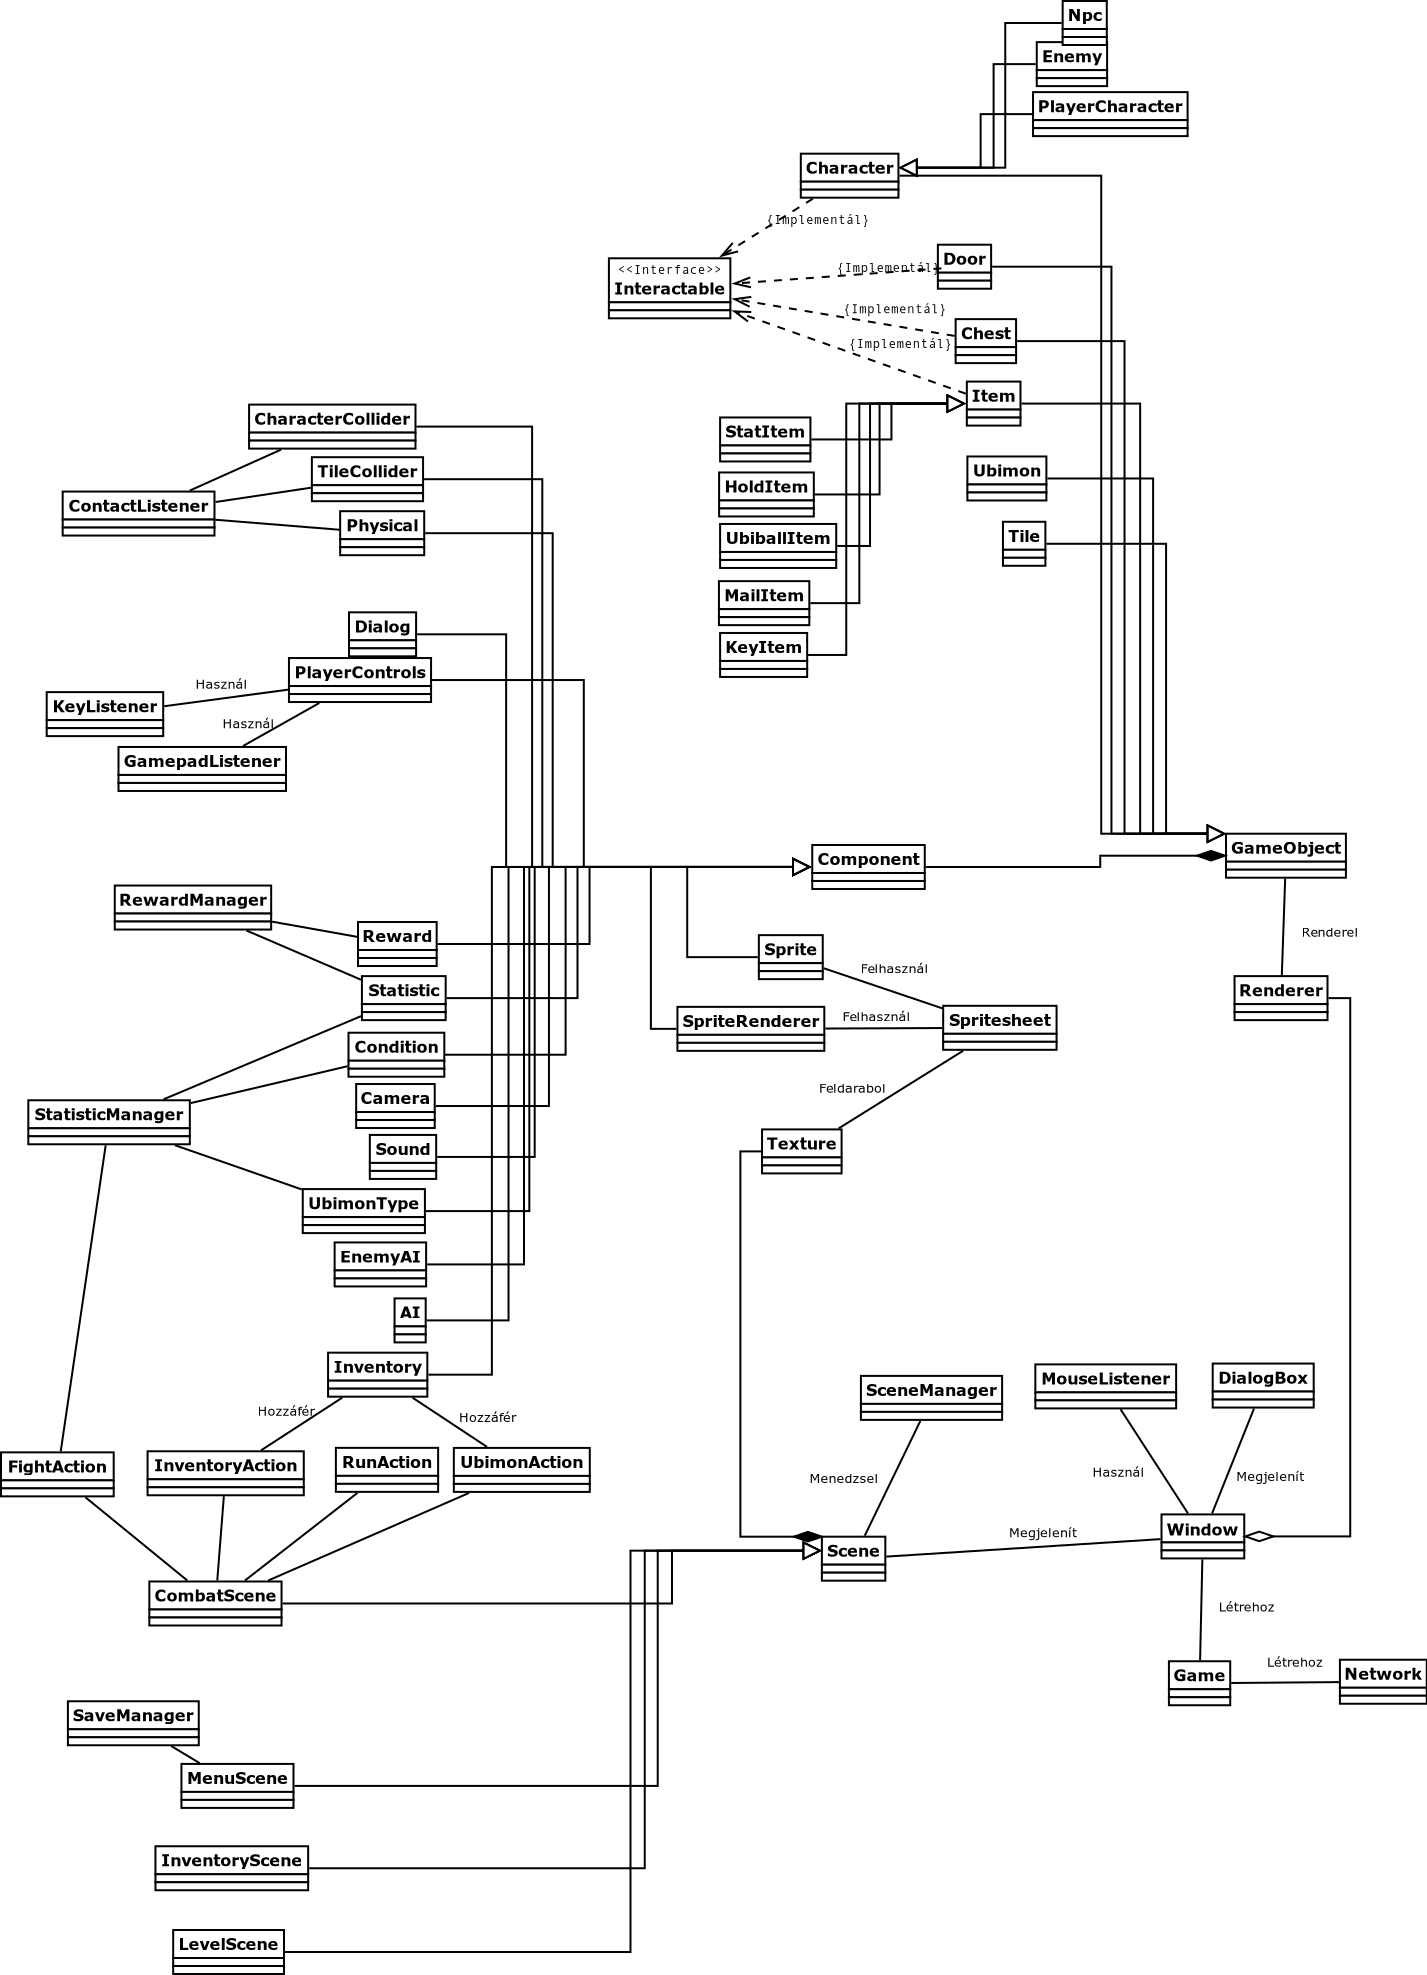 Npc
Enemy
PlayerCharacter
Character
{Implementál}
<<Interface>>
Interactable
{Implementál}
Door
{Implementál}
Chest
{Implementál}
Item
CharacterCollider
StatItem
TileCollider
Ubimon
HoldItem
ContactListener
Physical
UbiballItem
Tile
MailItem
Dialog
KeyItem
PlayerControls
Használ
KeyListener
Használ
GamepadListener
Component
GameObject
RewardManager
Reward
Renderel
Sprite
Felhasznál
Statistic
Renderer
SpriteRenderer
Felhasznál
Spritesheet
Condition
Feldarabol
Camera
StatisticManager
Texture
Sound
UbimonType
EnemyAI
AI
Inventory
MouseListener
DialogBox
SceneManager
Hozzáfér
Hozzáfér
FightAction
InventoryAction
RunAction
UbimonAction
Menedzsel
Használ
Megjelenít
Megjelenít
Window
Scene
CombatScene
Létrehoz
Létrehoz
Game
Network
SaveManager
MenuScene
InventoryScene
LevelScene